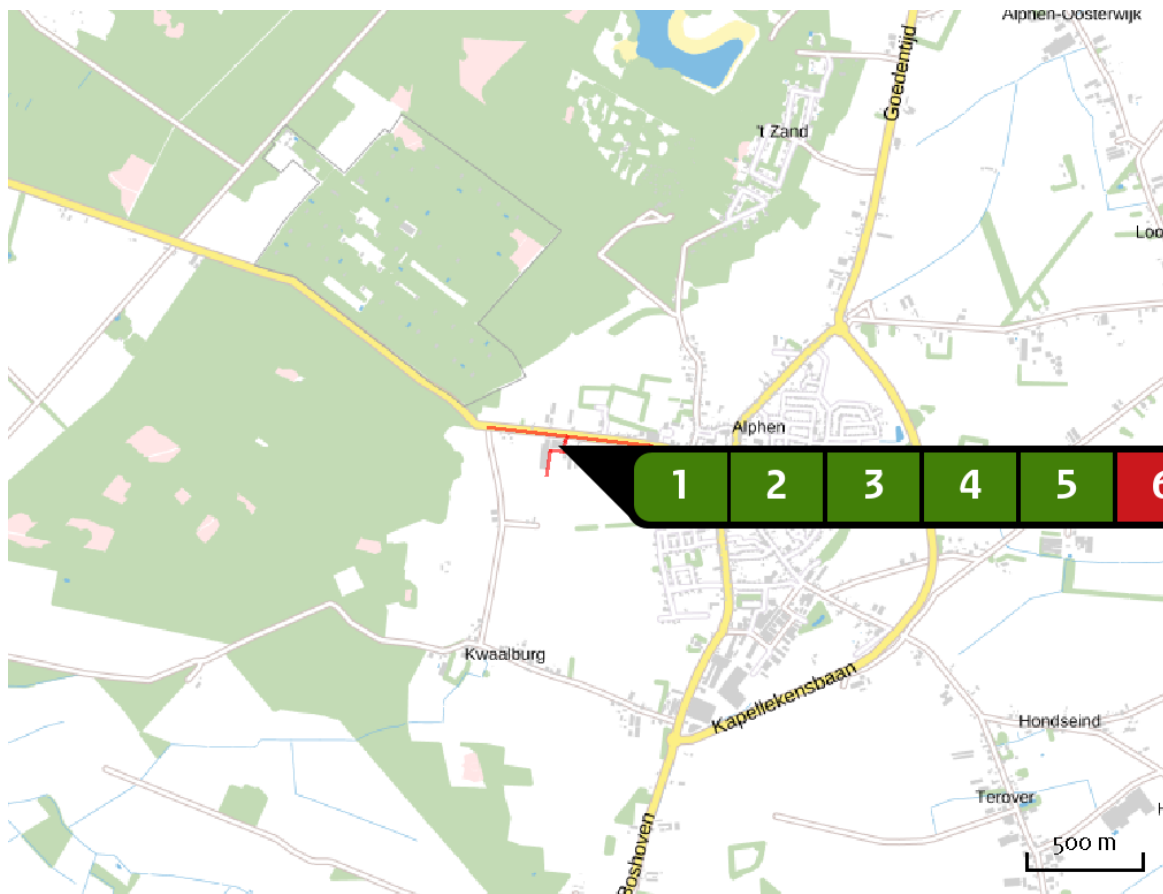 Alphen-Oosterwijk
Goedentijd
't Zand
Loo
Alphen
1 2 3 4 5 6
Kwaalburg
Kapellekensbaan
Hondseind
Terover
H
500 m
Boshoven